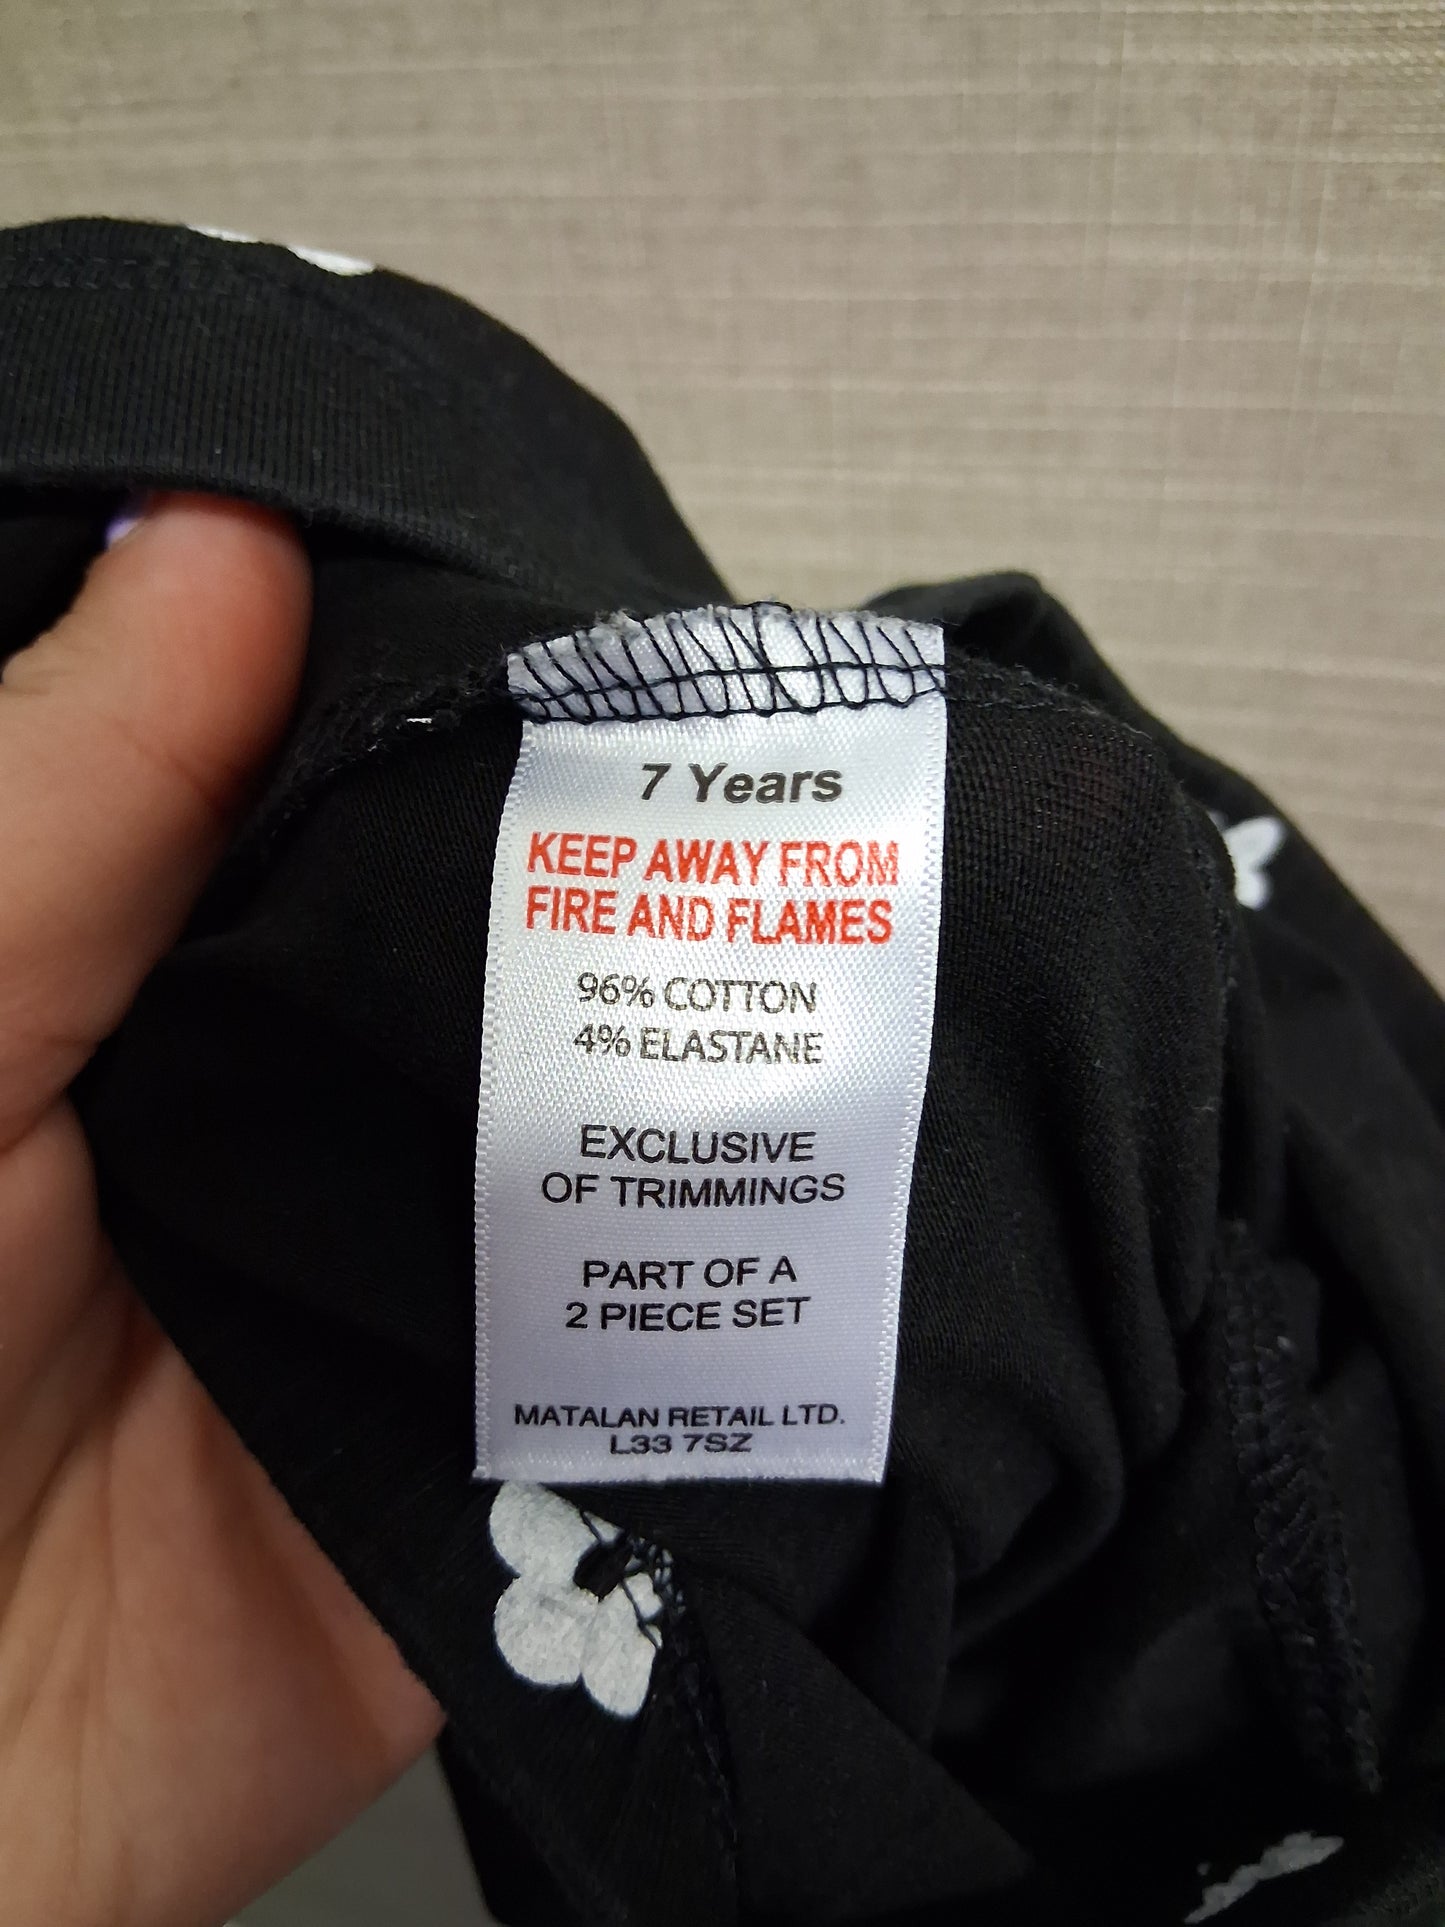 7 Years
KEEP AWAY FROM
FIRE AND FLAMES
96% COTTON
4% ELASTANE
EXCLUSIVE
OF TRIMMINGS
PART OF A
2 PIECE SET
MATALAN RETAIL LTD.
L33 7SZ